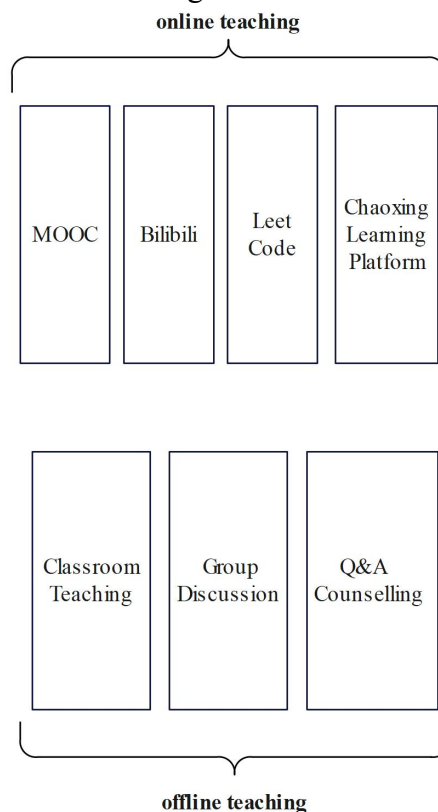 online teaching
MOOC
Bilibili
Leet
Code
Chaoxing
Learning
Platform
Classroom
Teaching
Group
Discussion
Q&A
Counselling
offline teaching